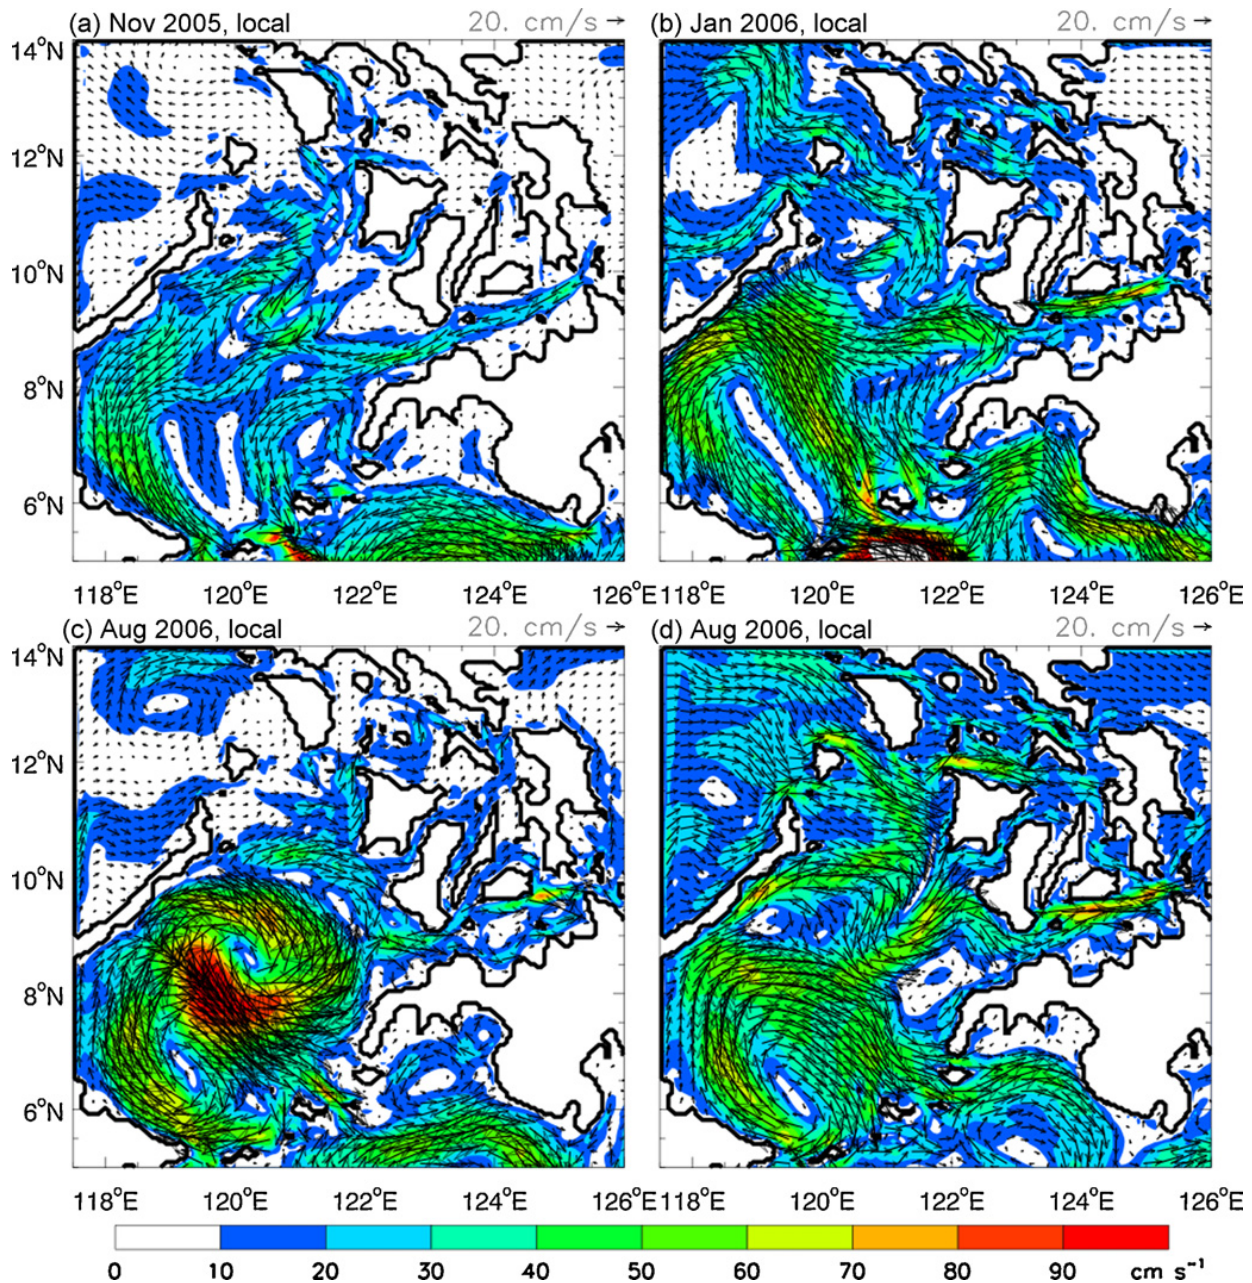 (a) Nov 2005, local 20. cm/s
(b) Jan 2006, local 20. cm/s
14°N
12°N
10°N
8°N
6°N
118°E 120°E 122°E 124°E 126°E 118°E 120°E 122°E 124°E 126°E
(c) Aug 2006, local 20. cm/s
(d) Aug 2006, local 20. cm/s
14°N
12°N
10°N
8°N
6°N
118°E 120°E 122°E 124°E 126°E 118°E 120°E 122°E 124°E 126°E
0 10 20 30 40 50 60 70 80 90 cm s⁻¹